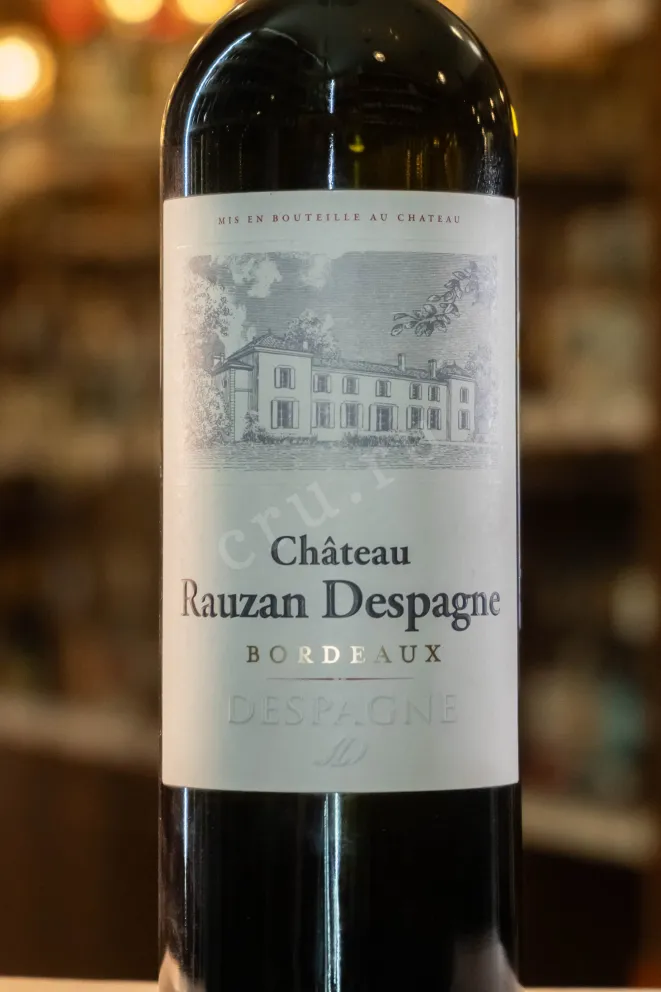 MIS EN BOUTEILLE AU CHATEAU
Château
Rauzan Despagne
BORDEAUX
DESPAGNE